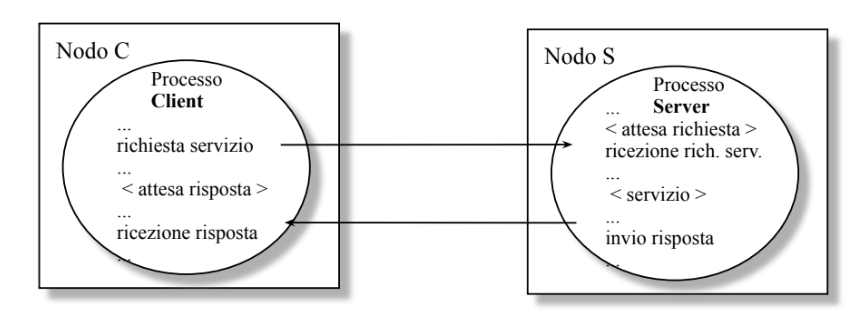 Nodo C
Processo
Client
...
richiesta servizio
...
< attesa risposta >
...
ricezione risposta
...
Nodo S
Processo
... Server
< attesa richiesta >
ricezione rich. serv.
...
< servizio >
...
invio risposta
...